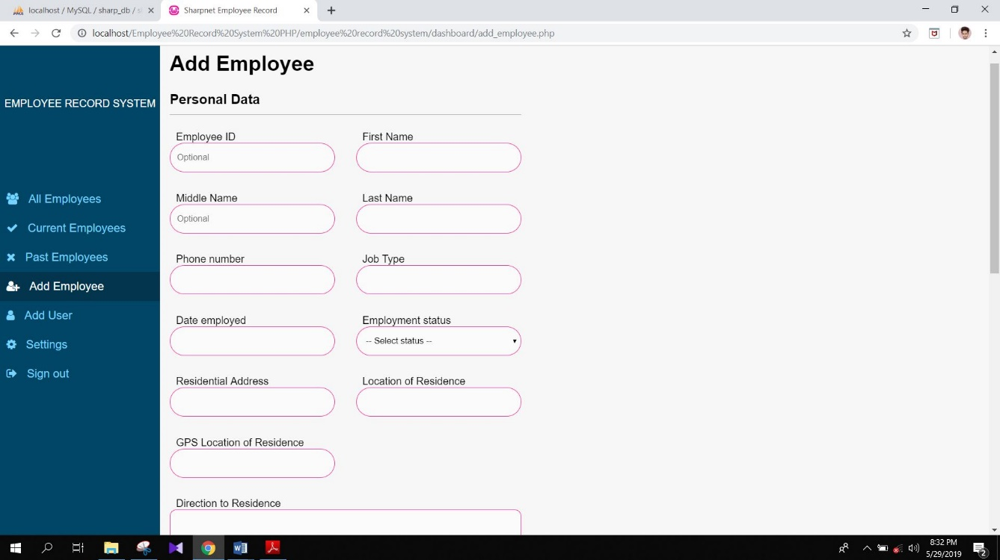 localhost / MySQL / sharp_db / s
Sharpnet Employee Record
localhost/Employee%20Record%20System%20PHP/employee%20record%20system/dashboard/add_employee.php
EMPLOYEE RECORD SYSTEM
All Employees
Current Employees
Past Employees
Add Employee
Add User
Settings
Sign out
Add Employee
Personal Data
Employee ID First Name
Optional
Middle Name Last Name
Optional
Phone number Job Type
Date employed Employment status
-- Select status --
Residential Address Location of Residence
GPS Location of Residence
Direction to Residence
8:32 PM
5/29/2019
2